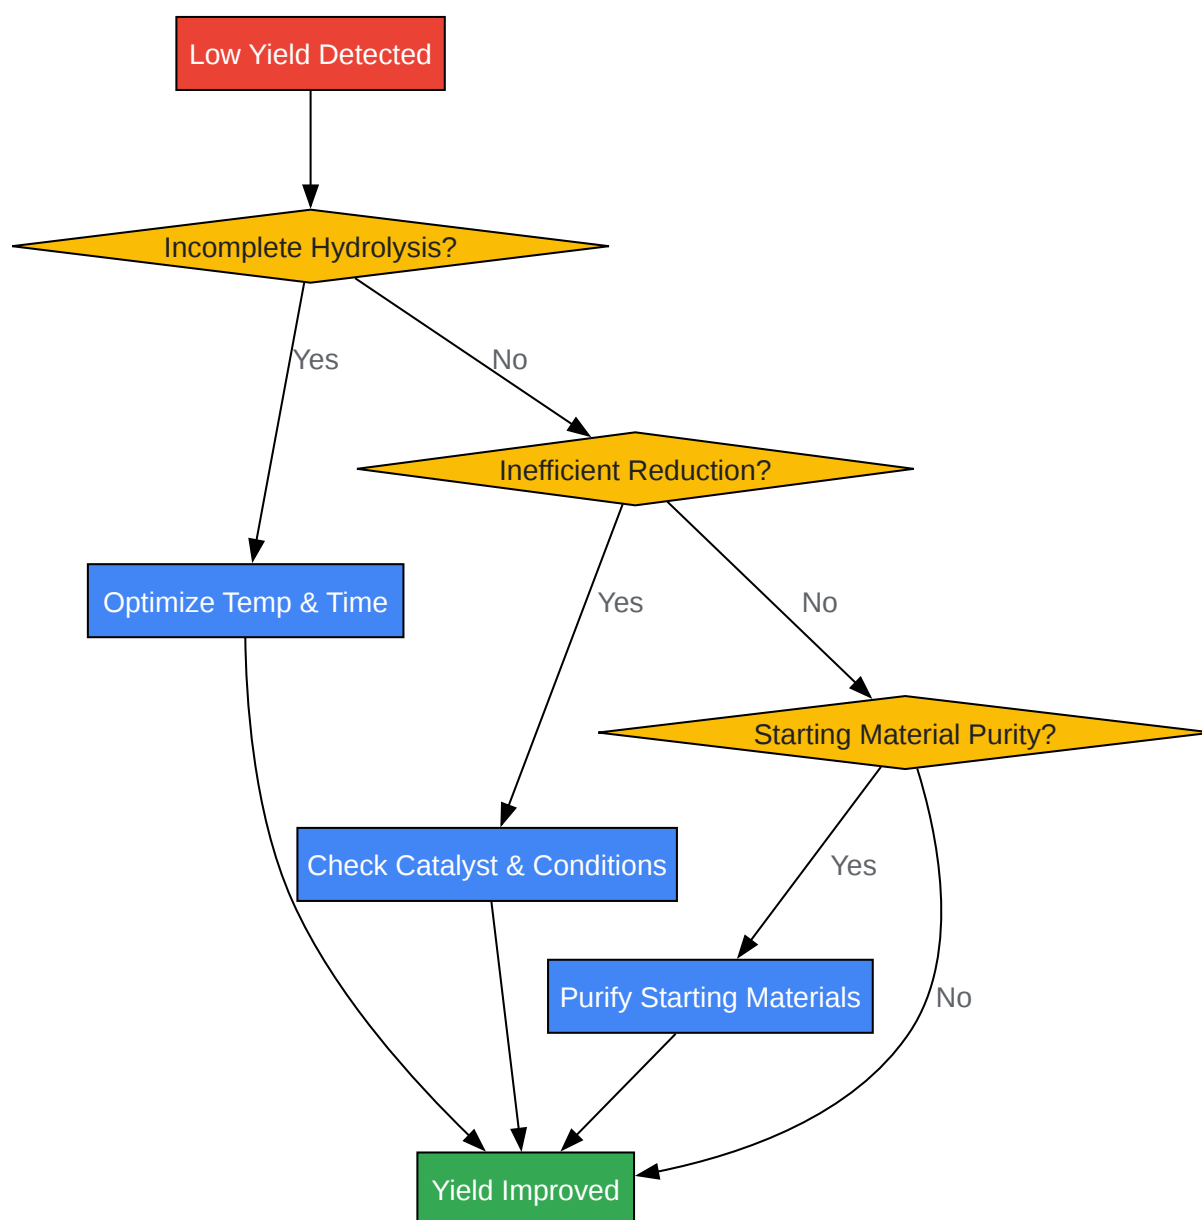 Low Yield Detected
Incomplete Hydrolysis?
Yes
No
Inefficient Reduction?
Optimize Temp & Time
Yes
No
Starting Material Purity?
Check Catalyst & Conditions
Yes
Purify Starting Materials
No
Yield Improved